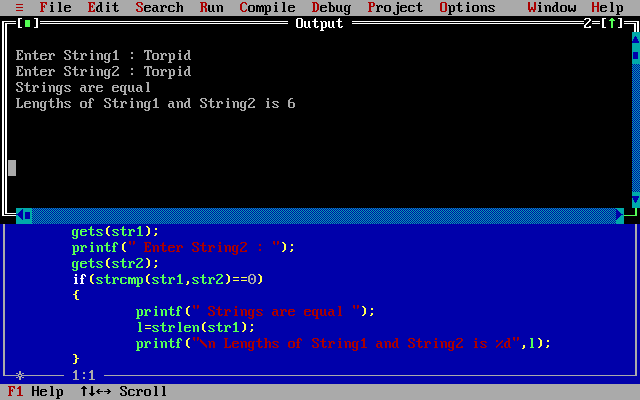 ≡ File Edit Search Run Compile Debug Project Options Window Help
[■] Output 2=[↑]
Enter String1 : Torpid
Enter String2 : Torpid
Strings are equal
Lengths of String1 and String2 is 6
gets(str1);
printf(" Enter String2 : ");
gets(str2);
if(strcmp(str1,str2)==0)
{
printf(" Strings are equal ");
l=strlen(str1);
printf("\n Lengths of String1 and String2 is %d",l);
}
* 1:1
F1 Help ↑↓←→ Scroll